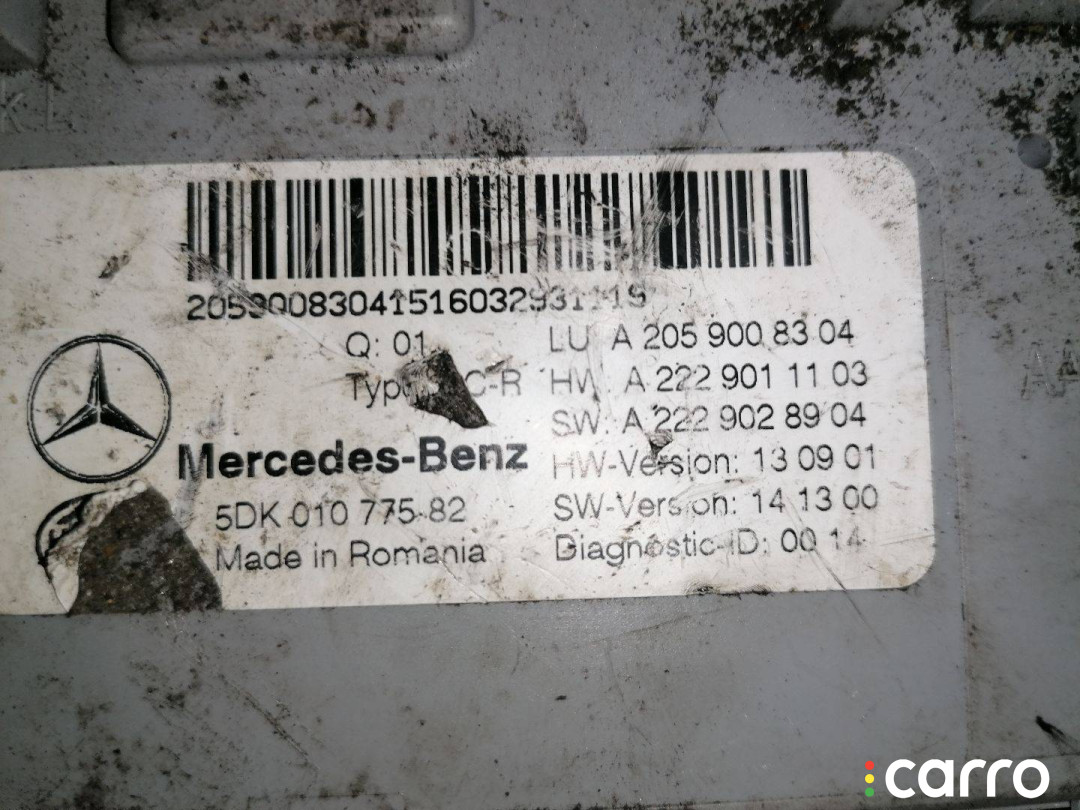 205900830415160329311119
Q: 01
LU A 205 900 83 04
C-R
HW: A 222 901 11 03
SW: A 222 902 89 04
Mercedes-Benz
HW-Version: 13 09 01
5DK 010 775-82
SW-Version: 14 13 00
Made in Romania
Diagnostic-ID: 00 14
carro